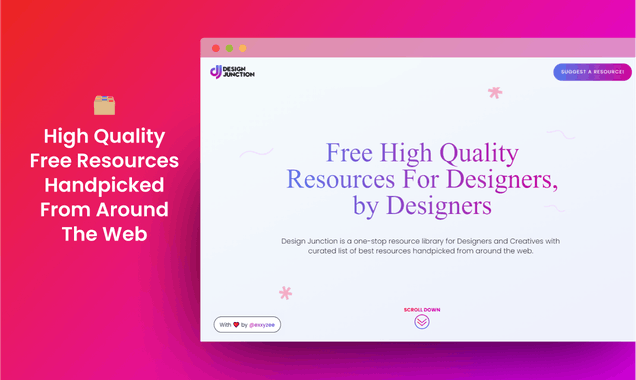 High Quality
Free Resources
Handpicked
From Around
The Web
DESIGN
JUNCTION
SUGGEST A RESOURCE!
Free High Quality
Resources For Designers,
by Designers
Design Junction is a one-stop resource library for Designers and Creatives with
curated list of best resources handpicked from around the web.
SCROLL DOWN
With ❤️ by @exxyzee